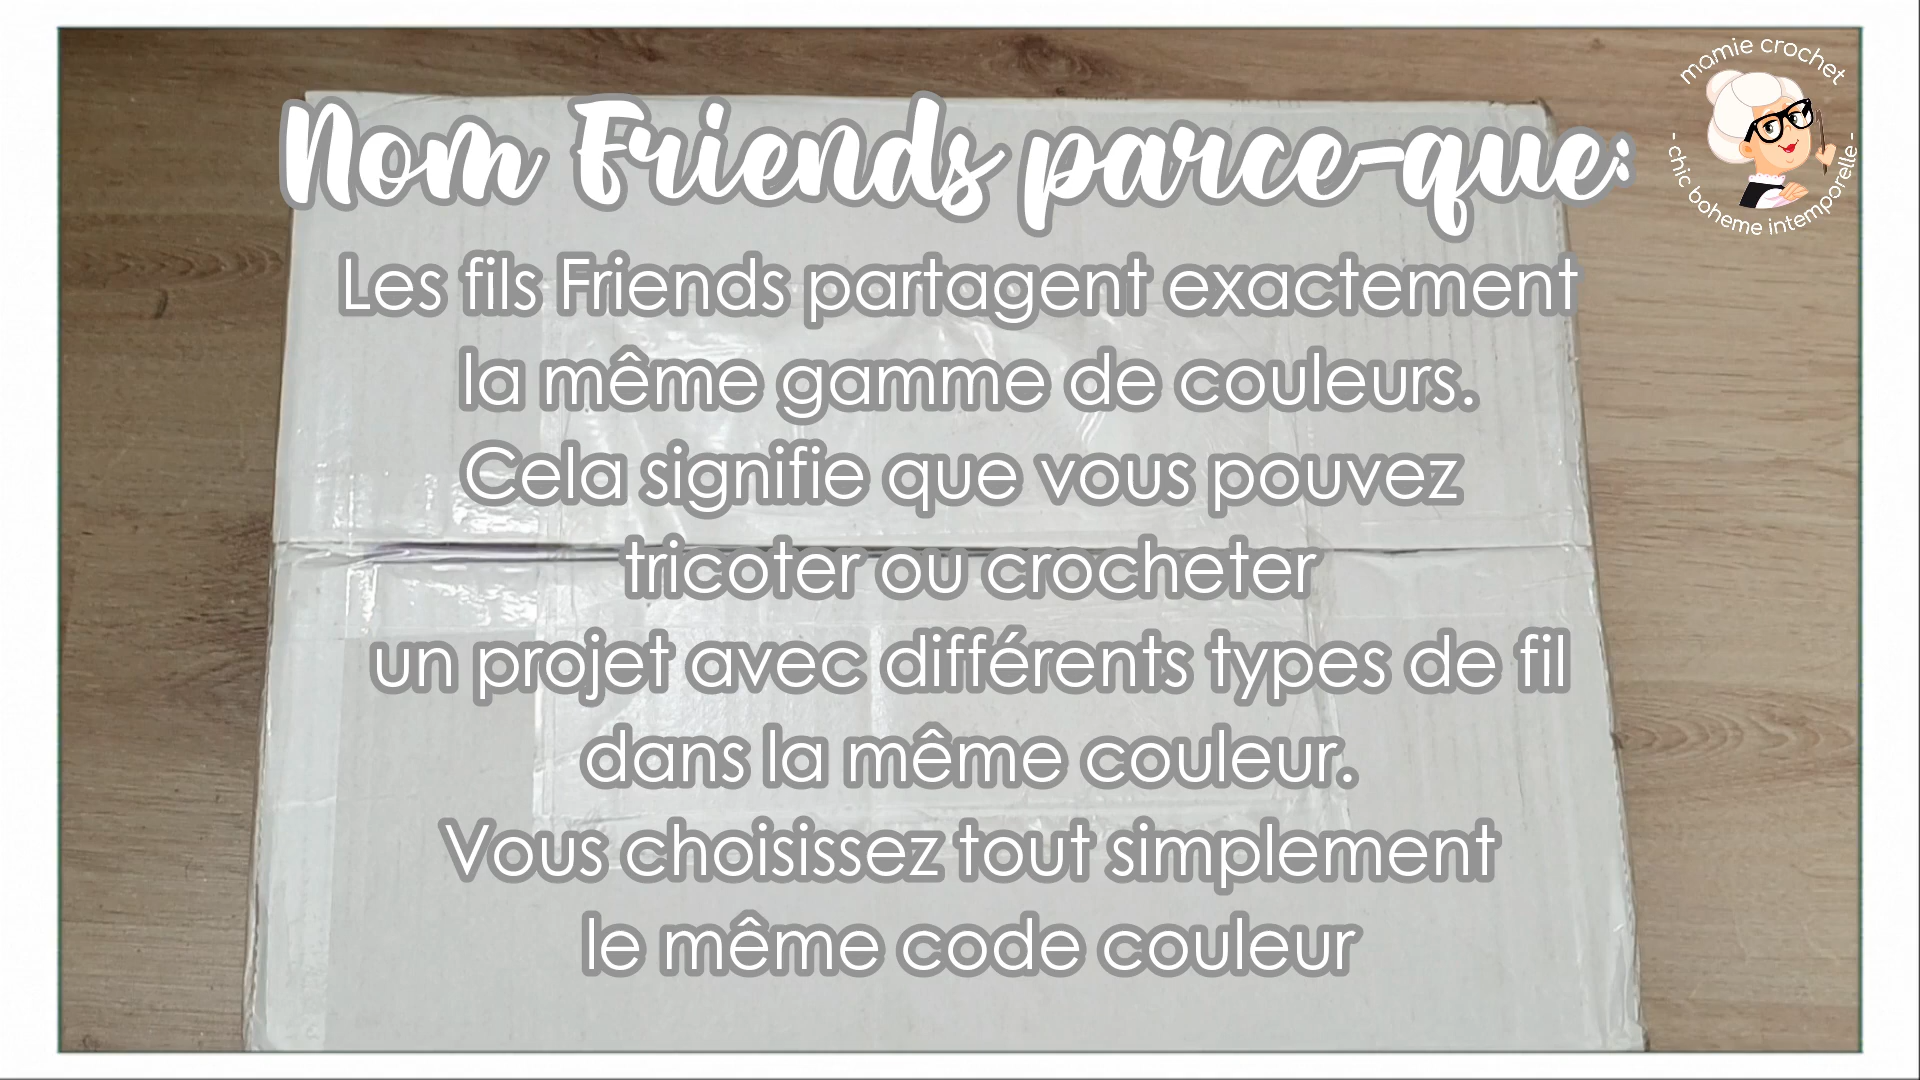 mamie crochet
- chic boheme intemporelle -
Nom Friends parce-que:
Les fils Friends partagent exactement
la même gamme de couleurs.
Cela signifie que vous pouvez
tricoter ou crocheter
un projet avec différents types de fil
dans la même couleur.
Vous choisissez tout simplement
le même code couleur